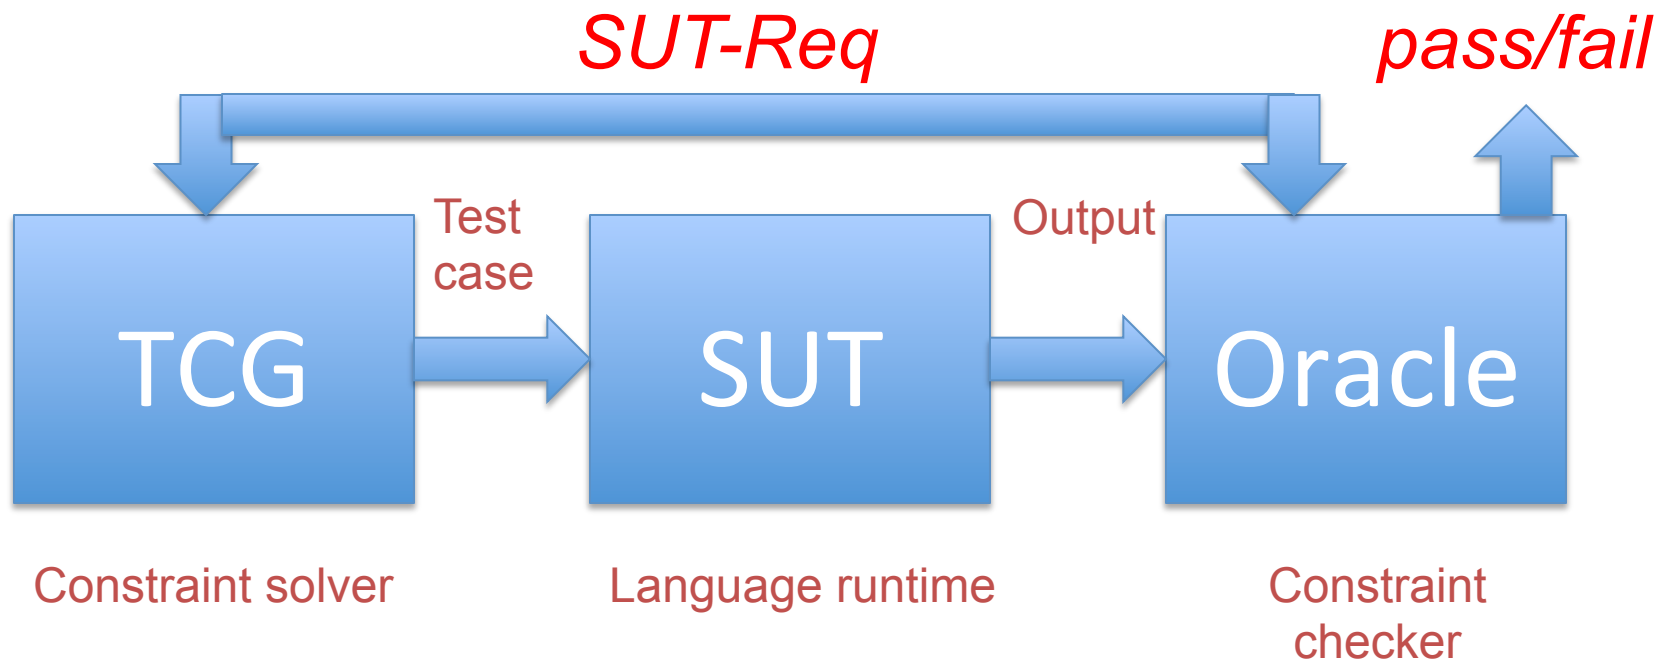 SUT-Req
pass/fail
Test
case
Output
TCG
SUT
Oracle
Constraint solver
Language runtime
Constraint
checker